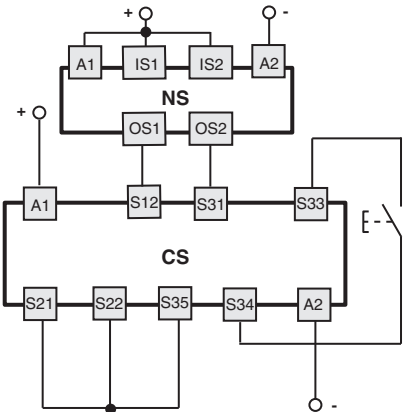 + -
A1 IS1 IS2 A2
NS
OS1 OS2
+
A1 S12 S31 S33
CS
S21 S22 S35 S34 A2
-